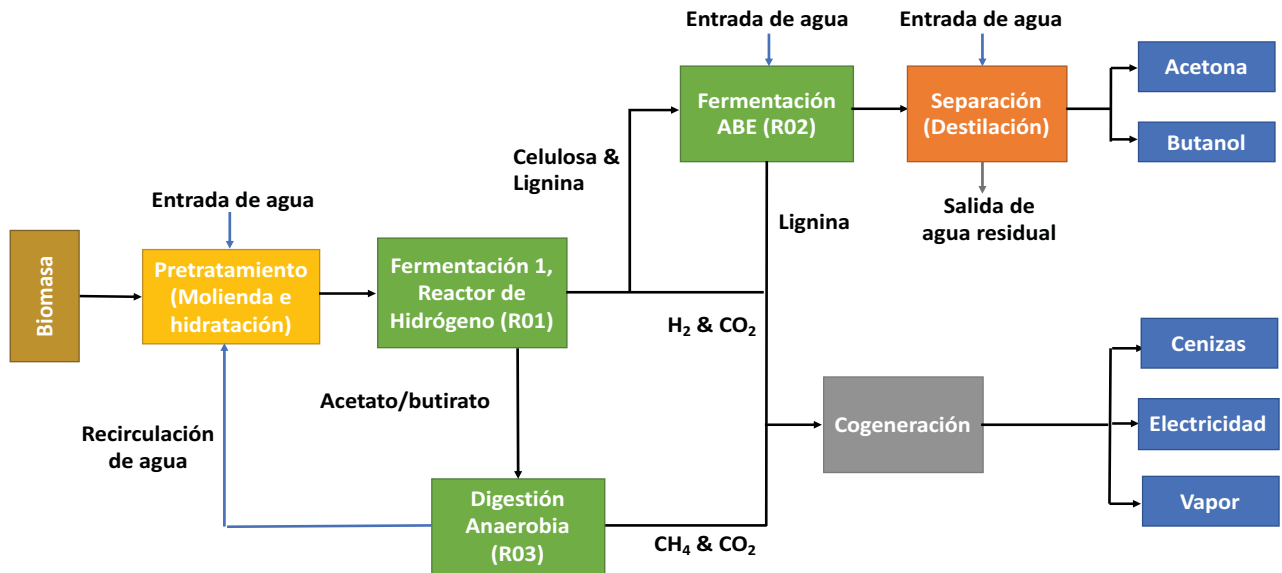 Entrada de agua
Entrada de agua
Fermentación
ABE (R02)
Separación
(Destilación)
Acetona
Butanol
Celulosa &
Lignina
Entrada de agua
Lignina
Salida de
agua residual
Biomasa
Pretratamiento
(Molienda e
hidratación)
Fermentación 1,
Reactor de
Hidrógeno (R01)
H₂ & CO₂
Cenizas
Acetato/butirato
Cogeneración
Electricidad
Recirculación
de agua
Vapor
Digestión
Anaerobia
(R03)
CH₄ & CO₂